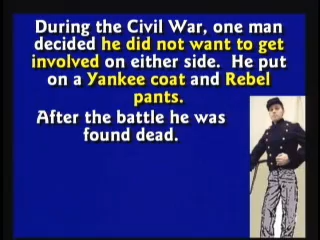 During the Civil War, one man
decided he did not want to get
involved on either side.  He put
on a Yankee coat and Rebel
pants.
After the battle he was
found dead.